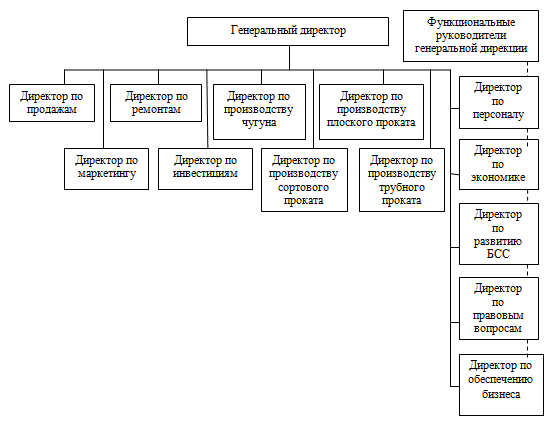 Генеральный директор
Функциональные
руководители
генеральной дирекции
Директор по
продажам
Директор по
ремонтам
Директор по
производству
чугуна
Директор по
производству
плоского проката
Директор
по
персоналу
Директор по
маркетингу
Директор по
инвестициям
Директор по
производству
сортового
проката
Директор по
производству
трубного
проката
Директор
по
экономике
Директор
по
развитию
БСС
Директор
по
правовым
вопросам
Директор по
обеспечению
бизнеса